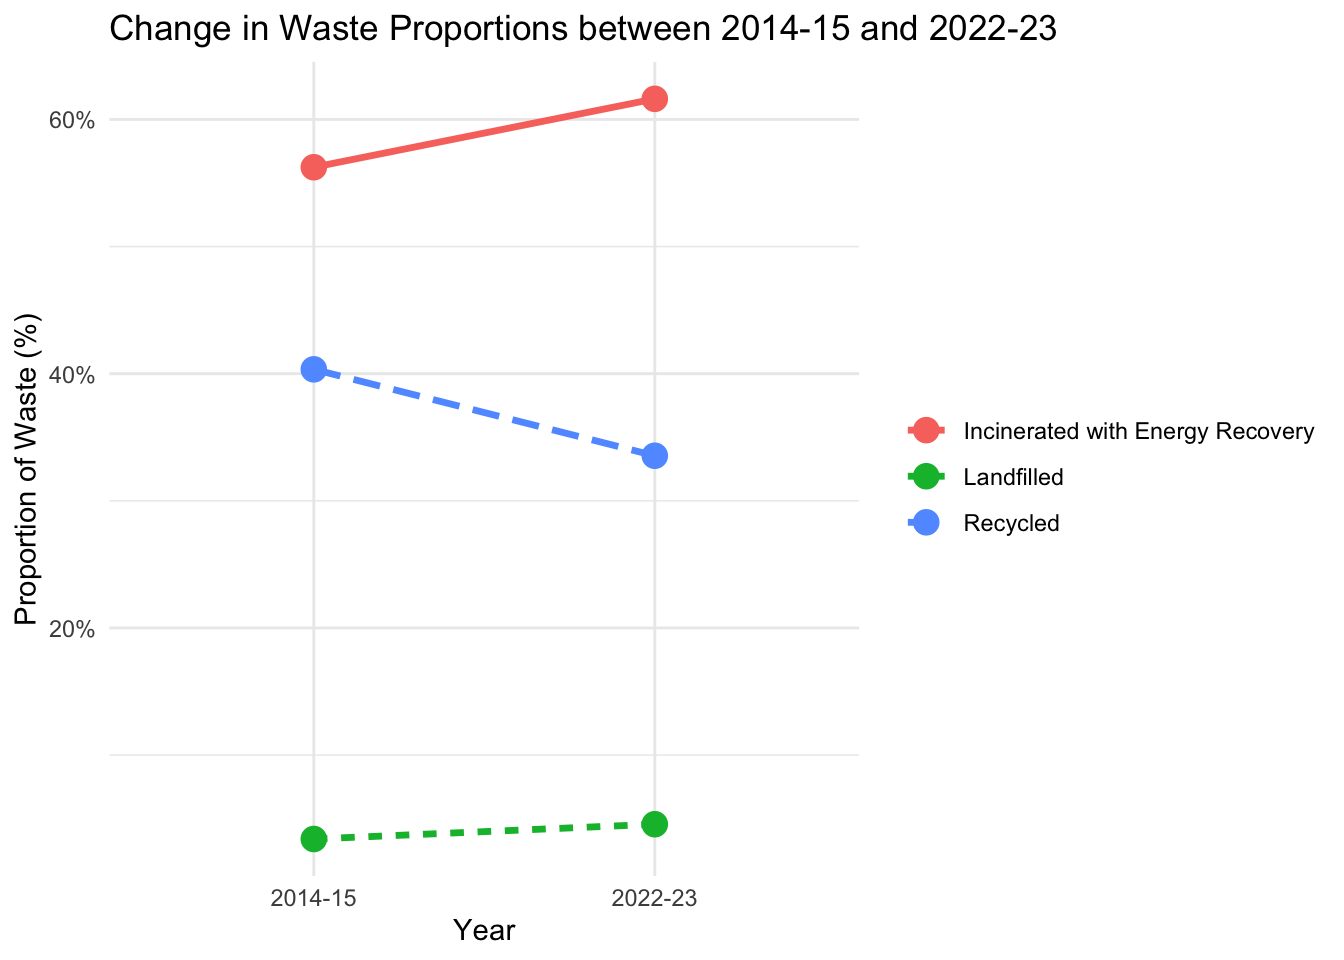 Change in Waste Proportions between 2014-15 and 2022-23
60%
40%
20%
Proportion of Waste (%)
2014-15
2022-23
Year
Incinerated with Energy Recovery
Landfilled
Recycled